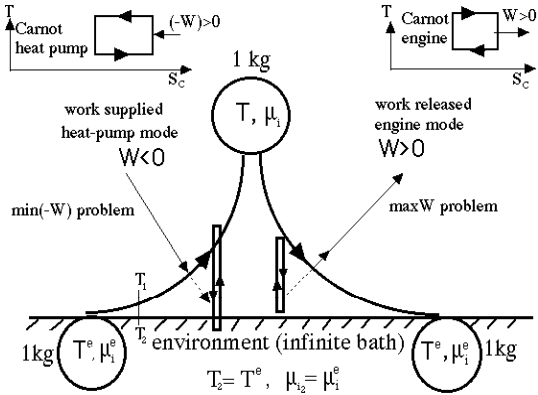 T
Carnot
heat pump
(-W)>0
S_C
T
Carnot
engine
W>0
S_C
1 kg
T, μ_i
work supplied
heat-pump mode
W<0
work released
engine mode
W>0
min(-W) problem
maxW problem
T_1
T_2
1kg
T^e, μ_i^e
environment (infinite bath)
T^e, μ_i^e
1kg
T_2= T^e, μ_{i_2}= μ_i^e